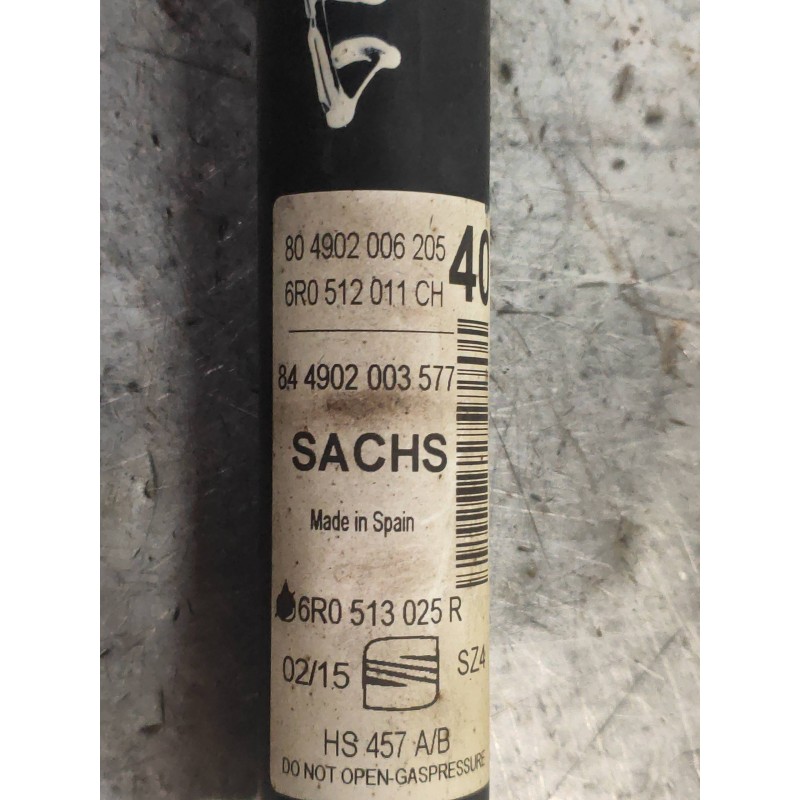 80 4902 006 205
40
6R0 512 011 CH
84 4902 003 577
SACHS
Made in Spain
6R0 513 025 R
02/15
SZ4
HS 457 A/B
DO NOT OPEN-GASPRESSURE